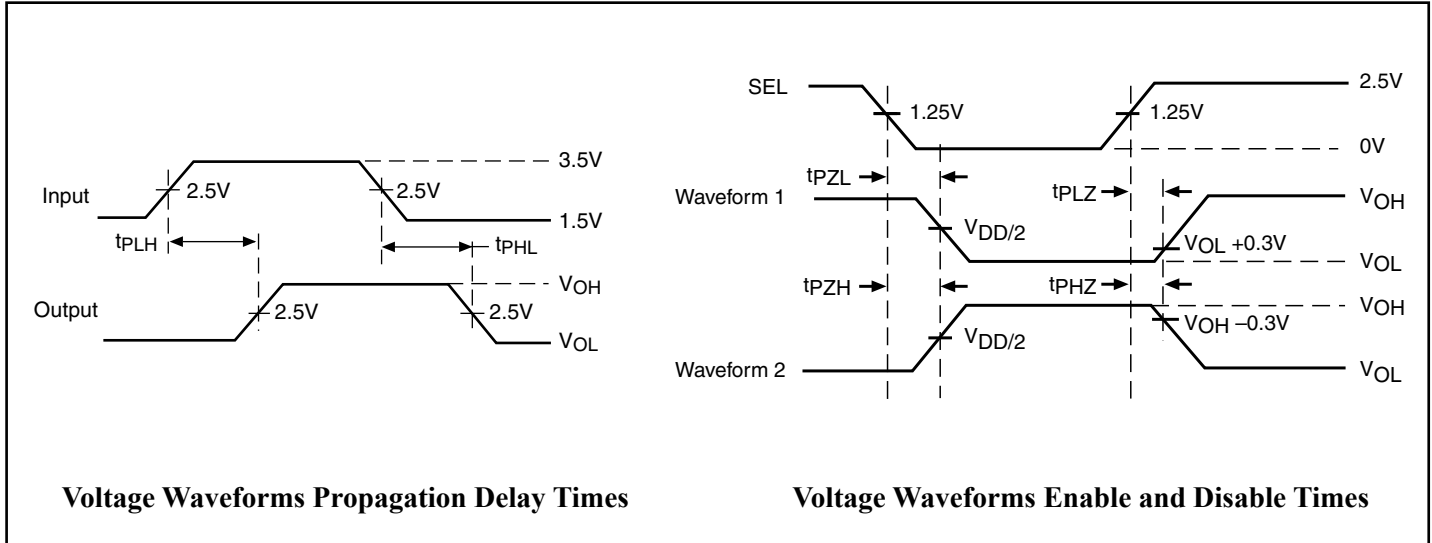 Input
2.5V
2.5V
3.5V
1.5V
tPLH
tPHL
Output
2.5V
2.5V
VOH
VOL
Voltage Waveforms Propagation Delay Times
SEL
1.25V
1.25V
2.5V
0V
tPZL
tPLZ
Waveform 1
VDD/2
VOL +0.3V
VOH
VOL
tPZH
tPHZ
VOH
Waveform 2
VDD/2
VOH –0.3V
VOL
Voltage Waveforms Enable and Disable Times